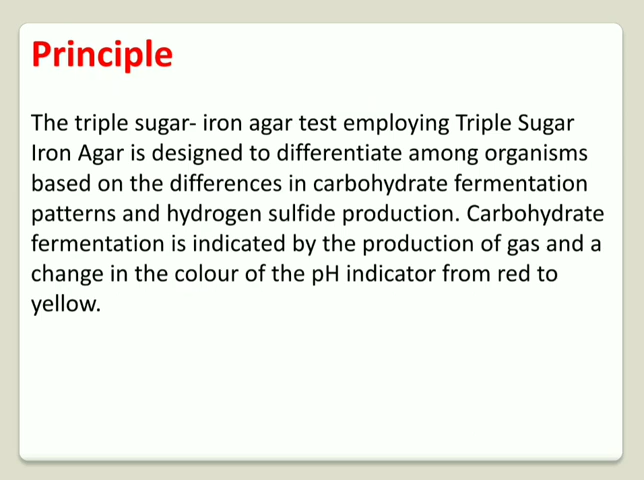 Principle
The triple sugar- iron agar test employing Triple Sugar
Iron Agar is designed to differentiate among organisms
based on the differences in carbohydrate fermentation
patterns and hydrogen sulfide production. Carbohydrate
fermentation is indicated by the production of gas and a
change in the colour of the pH indicator from red to
yellow.